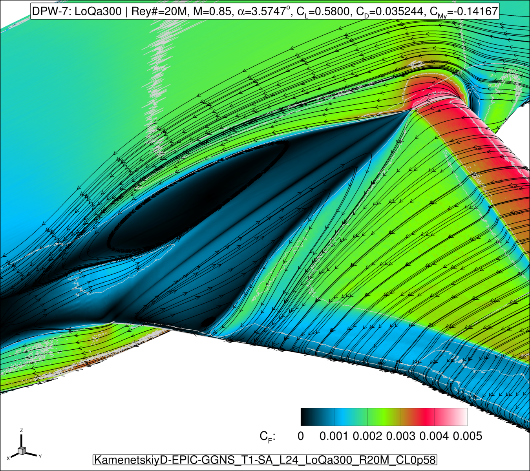 DPW-7: LoQa300 | Rey#=20M, M=0.85, α=3.5747°, C_L=0.5800, C_D=0.035244, C_My=-0.14167
C_F:
0 0.001 0.002 0.003 0.004 0.005
Z
X Y
KamenetskiyD-EPIC-GGNS_T1-SA_L24_LoQa300_R20M_CL0p58